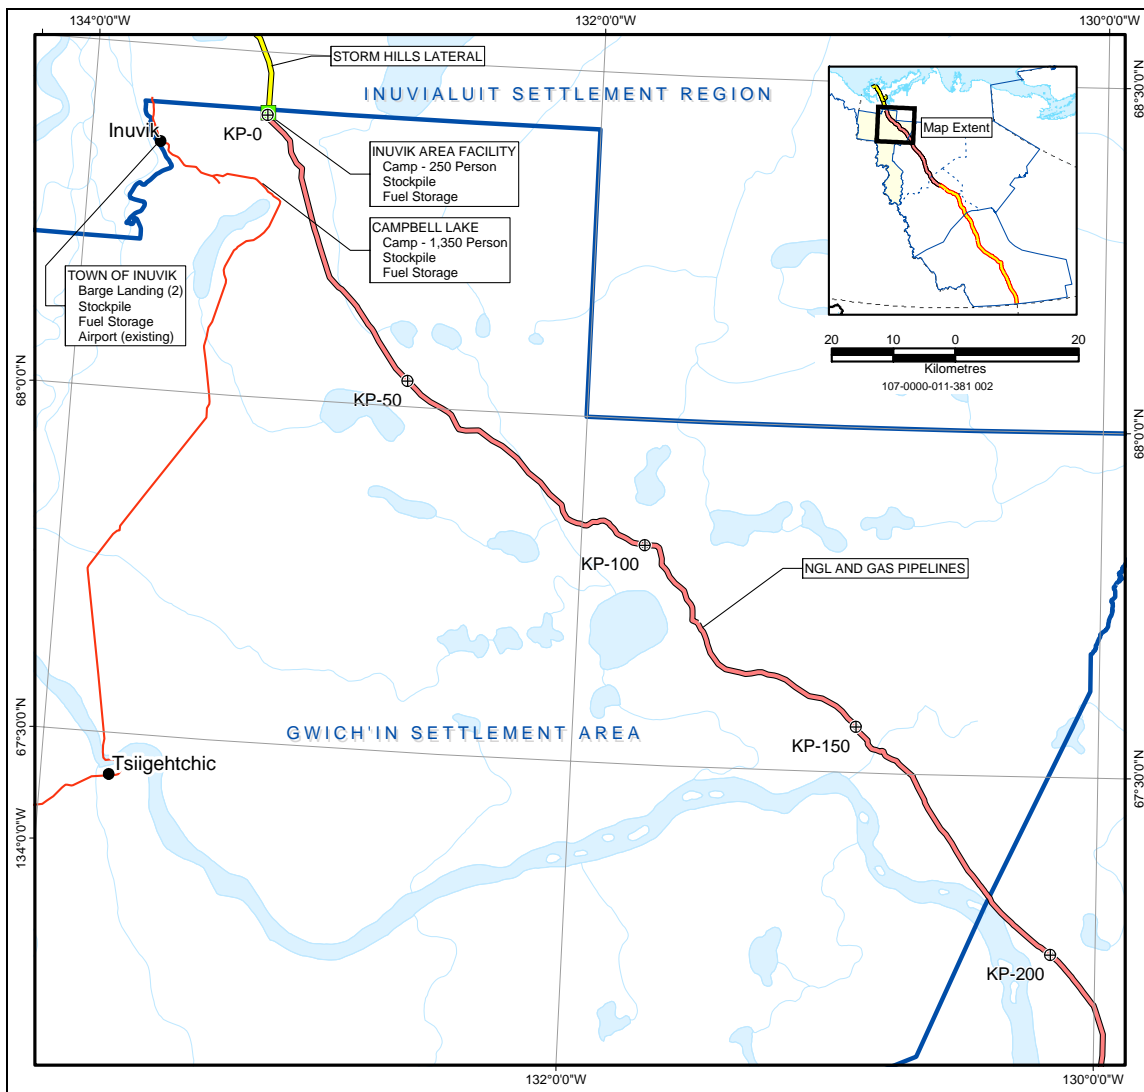 134°0'0"W
132°0'0"W
130°0'0"W
STORM HILLS LATERAL
INUVIALUIT SETTLEMENT REGION
68°30'0"N
Map Extent
Inuvik
KP-0
INUVIK AREA FACILITY
Camp - 250 Person
Stockpile
Fuel Storage
CAMPBELL LAKE
Camp - 1,350 Person
Stockpile
Fuel Storage
TOWN OF INUVIK
Barge Landing (2)
Stockpile
Fuel Storage
Airport (existing)
20 10 0 20
Kilometres
107-0000-011-381 002
68°0'0"N
KP-50
68°0'0"N
KP-100
NGL AND GAS PIPELINES
67°30'0"N
GWICH'IN SETTLEMENT AREA
KP-150
Tsiigehtchic
67°30'0"N
134°0'0"W
KP-200
132°0'0"W
130°0'0"W